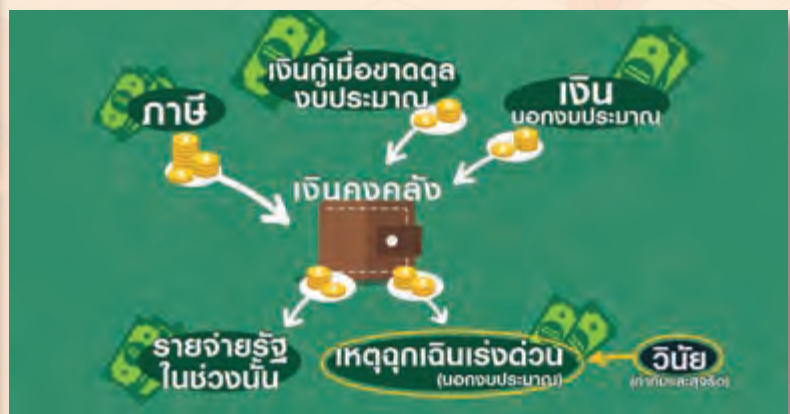 ภาษี
เงินกู้เมื่อขาดดุล
งบประมาณ
เงิน
นอกงบประมาณ
เงินคงคลัง
รายจ่ายรัฐ
ในช่วงนั้น
เหตุฉุกเฉินเร่งด่วน
(นอกงบประมาณ)
วินัย